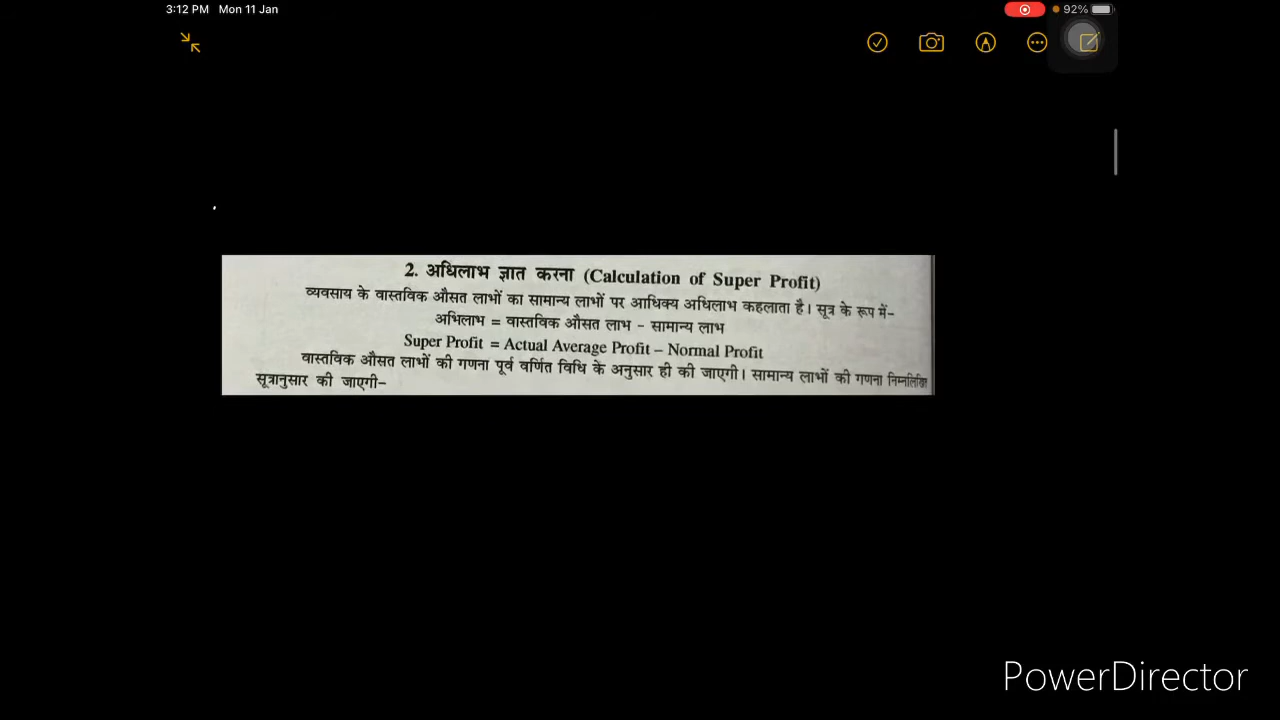 3:12 PM Mon 11 Jan
92%
2. अधिलाभ ज्ञात करना (Calculation of Super Profit)
व्यवसाय के वास्तविक औसत लाभों का सामान्य लाभों पर आधिक्य अधिलाभ कहलाता है। सूत्र के रूप में-
अभिलाभ = वास्तविक औसत लाभ - सामान्य लाभ
Super Profit = Actual Average Profit – Normal Profit
वास्तविक औसत लाभों की गणना पूर्व वर्णित विधि के अनुसार ही की जाएगी। सामान्य लाभों की गणना
सूत्रानुसार की जाएगी-
PowerDirector